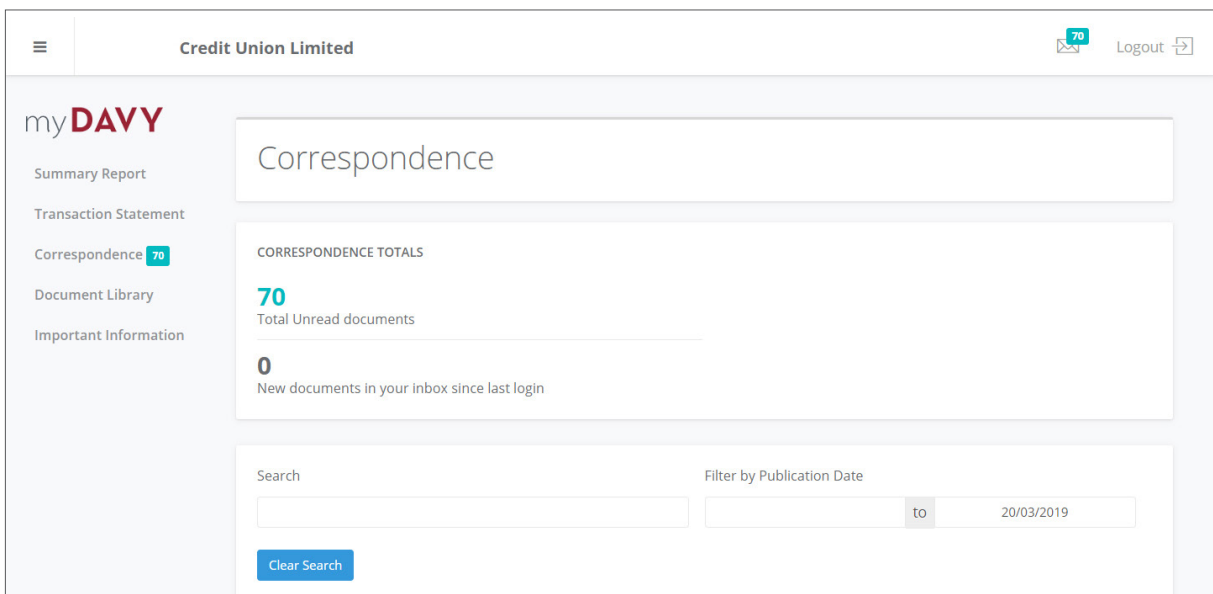 Credit Union Limited
70
Logout
myDAVY
Summary Report
Transaction Statement
Correspondence 70
Document Library
Important Information
Correspondence
CORRESPONDENCE TOTALS
70
Total Unread documents
0
New documents in your inbox since last login
Search
Filter by Publication Date
to 20/03/2019
Clear Search